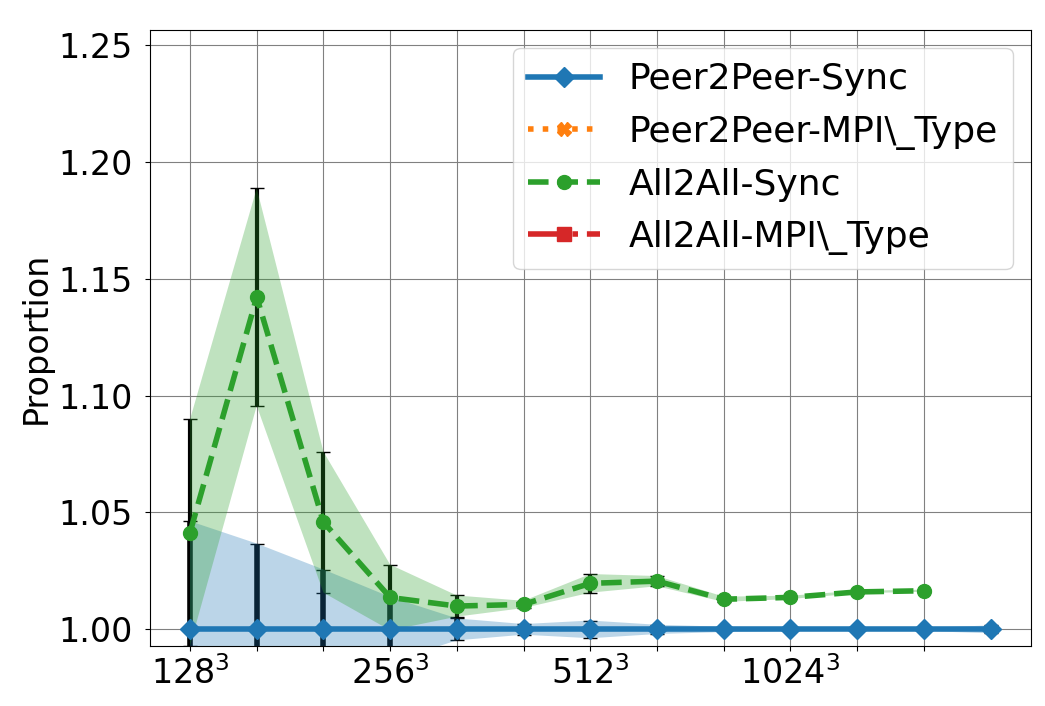 1.25
1.20
1.15
1.10
1.05
1.00
Proportion
Peer2Peer-Sync
Peer2Peer-MPI\_Type
All2All-Sync
All2All-MPI\_Type
128³ 256³ 512³ 1024³